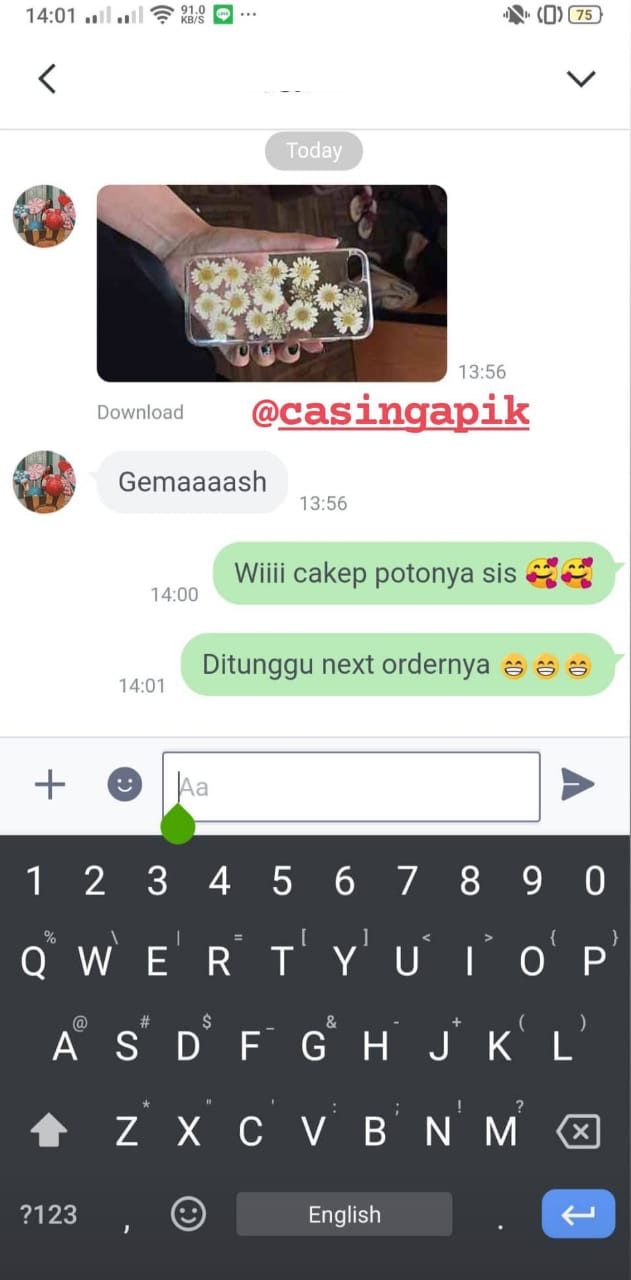 14:01 91.0 KB/S LINE ... 75
Today
13:56
Download @casingapik
Gemaaaash
13:56
Wiiii cakep potonya sis 🥰🥰
14:00
Ditunggu next ordernya 😁😁😁
14:01
Aa
1 2 3 4 5 6 7 8 9 0
% \ | = [ ] < > { }
Q W E R T Y U I O P
@ # $ _ & - + ( )
A S D F G H J K L
* " ' : ; ! ?
Z X C V B N M
?123 , English .